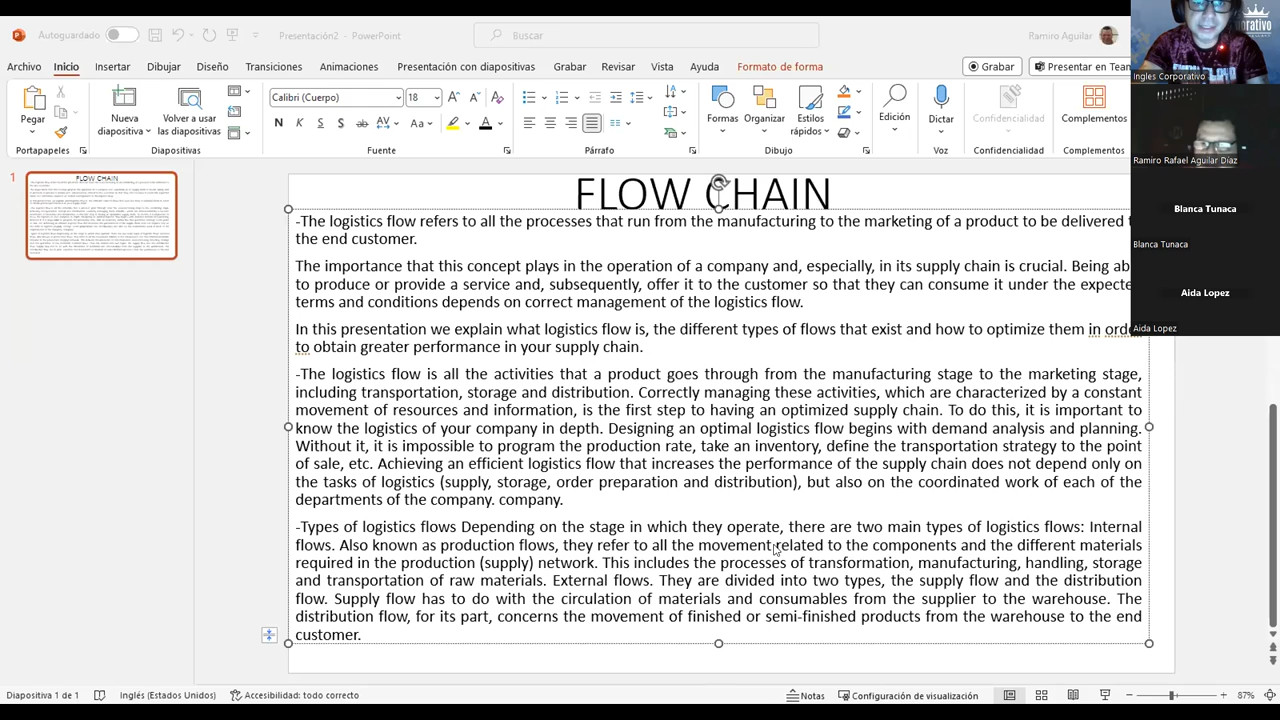 Autoguardado
Presentación2 - PowerPoint
Buscar
Ramiro Aguilar
Archivo Inicio Insertar Dibujar Diseño Transiciones Animaciones Presentación con diapositivas Grabar Revisar Vista Ayuda Formato de forma
Grabar
Presentar en Team
Pegar
Nueva diapositiva
Volver a usar las diapositivas
Calibri (Cuerpo) 18
N K S S ab AV Aa A
Formas Organizar Estilos rápidos
Edición
Dictar
Confidencialidad
Complementos
Portapapeles Diapositivas Fuente Párrafo Dibujo Voz Confidencialidad Complementos
1
FLOW CHAIN
FLOW CHAIN
-The logistics flow refers to all the processes that run from the manufacturing to the marketing of a product to be delivered
the end customer.
The importance that this concept plays in the operation of a company and, especially, in its supply chain is crucial. Being
to produce or provide a service and, subsequently, offer it to the customer so that they can consume it under the
terms and conditions depends on correct management of the logistics flow.
In this presentation we explain what logistics flow is, the different types of flows that exist and how to optimize them in
to obtain greater performance in your supply chain.
-The logistics flow is all the activities that a product goes through from the manufacturing stage to the marketing stage,
including transportation, storage and distribution. Correctly managing these activities, which are characterized by a constant
movement of resources and information, is the first step to having an optimized supply chain. To do this, it is important to
know the logistics of your company in depth. Designing an optimal logistics flow begins with demand analysis and planning.
Without it, it is impossible to program the production rate, take an inventory, define the transportation strategy to the point
of sale, etc. Achieving an efficient logistics flow that increases the performance of the supply chain does not depend only on
the tasks of logistics (supply, storage, order preparation and distribution), but also on the coordinated work of each of the
departments of the company. company.
-Types of logistics flows Depending on the stage in which they operate, there are two main types of logistics flows: Internal
flows. Also known as production flows, they refer to all the movement related to the components and the different materials
required in the production (supply) network. This includes the processes of transformation, manufacturing, handling, storage
and transportation of raw materials. External flows. They are divided into two types, the supply flow and the distribution
flow. Supply flow has to do with the circulation of materials and consumables from the supplier to the warehouse. The
distribution flow, for its part, concerns the movement of finished or semi-finished products from the warehouse to the end
customer.
Ingles Corporativo
Ramiro Rafael Aguilar Díaz
Blanca Tunaca
Blanca Tunaca
Aida Lopez
Aida Lopez
Diapositiva 1 de 1 Inglés (Estados Unidos) Accesibilidad: todo correcto Notas Configuración de visualización 87%